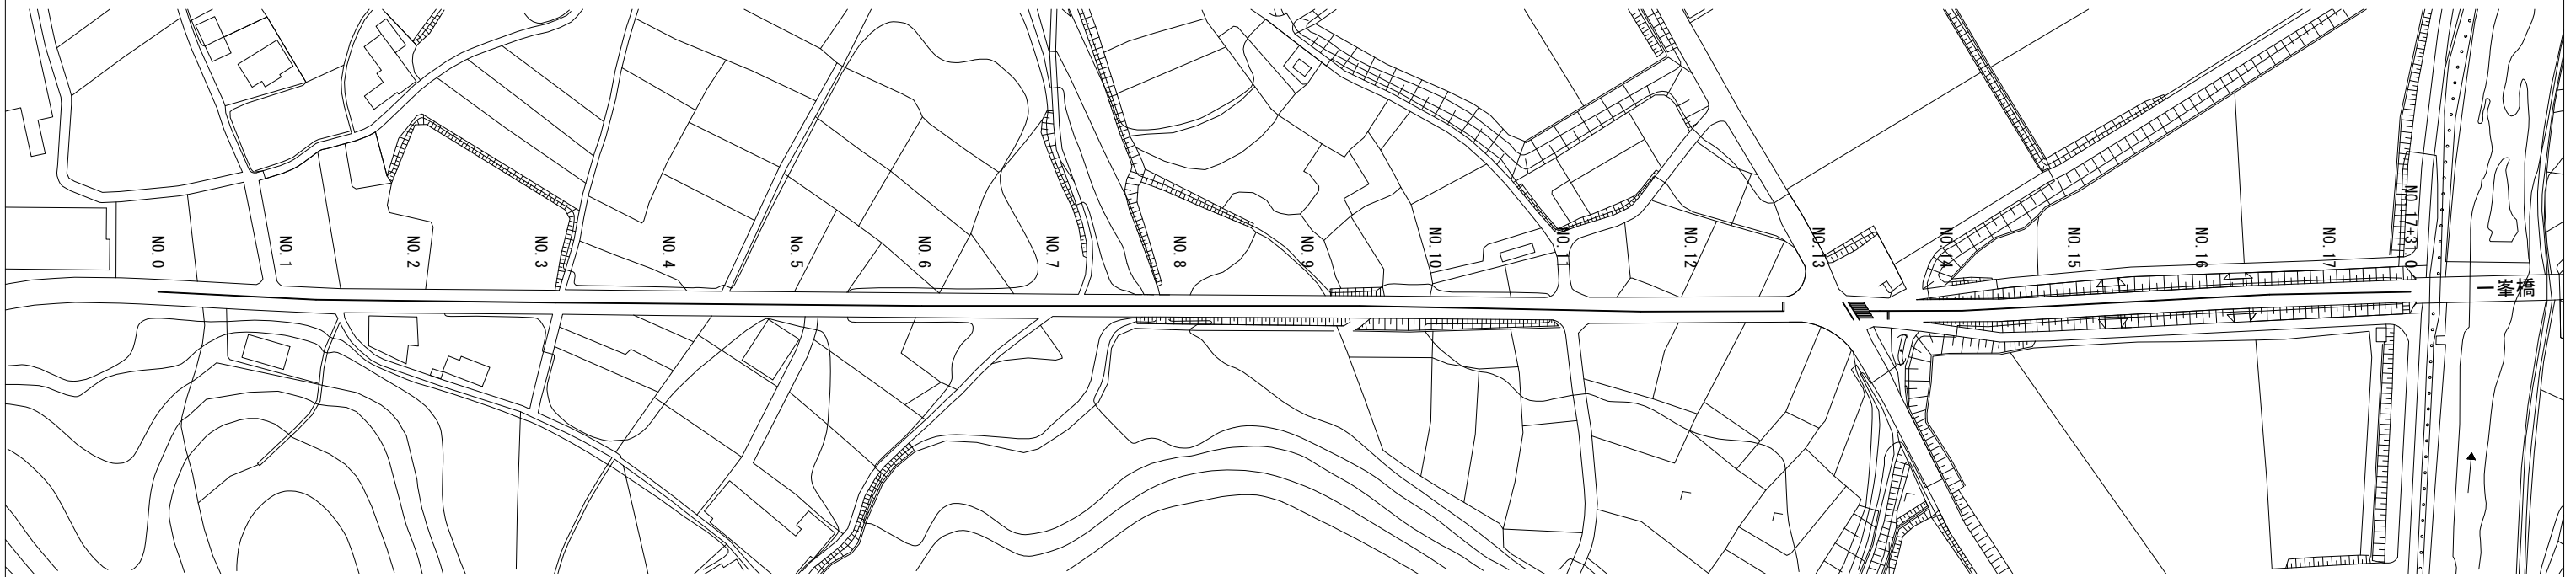 NO. 0
NO. 1
NO. 2
NO. 3
NO. 4
No. 5
NO. 6
NO. 7
NO. 8
NO. 9
NO. 10
NO. 11
NO. 12
NO. 13
NO. 14
NO. 15
NO. 16
NO. 17
NO. 17+31.0
一峯橋